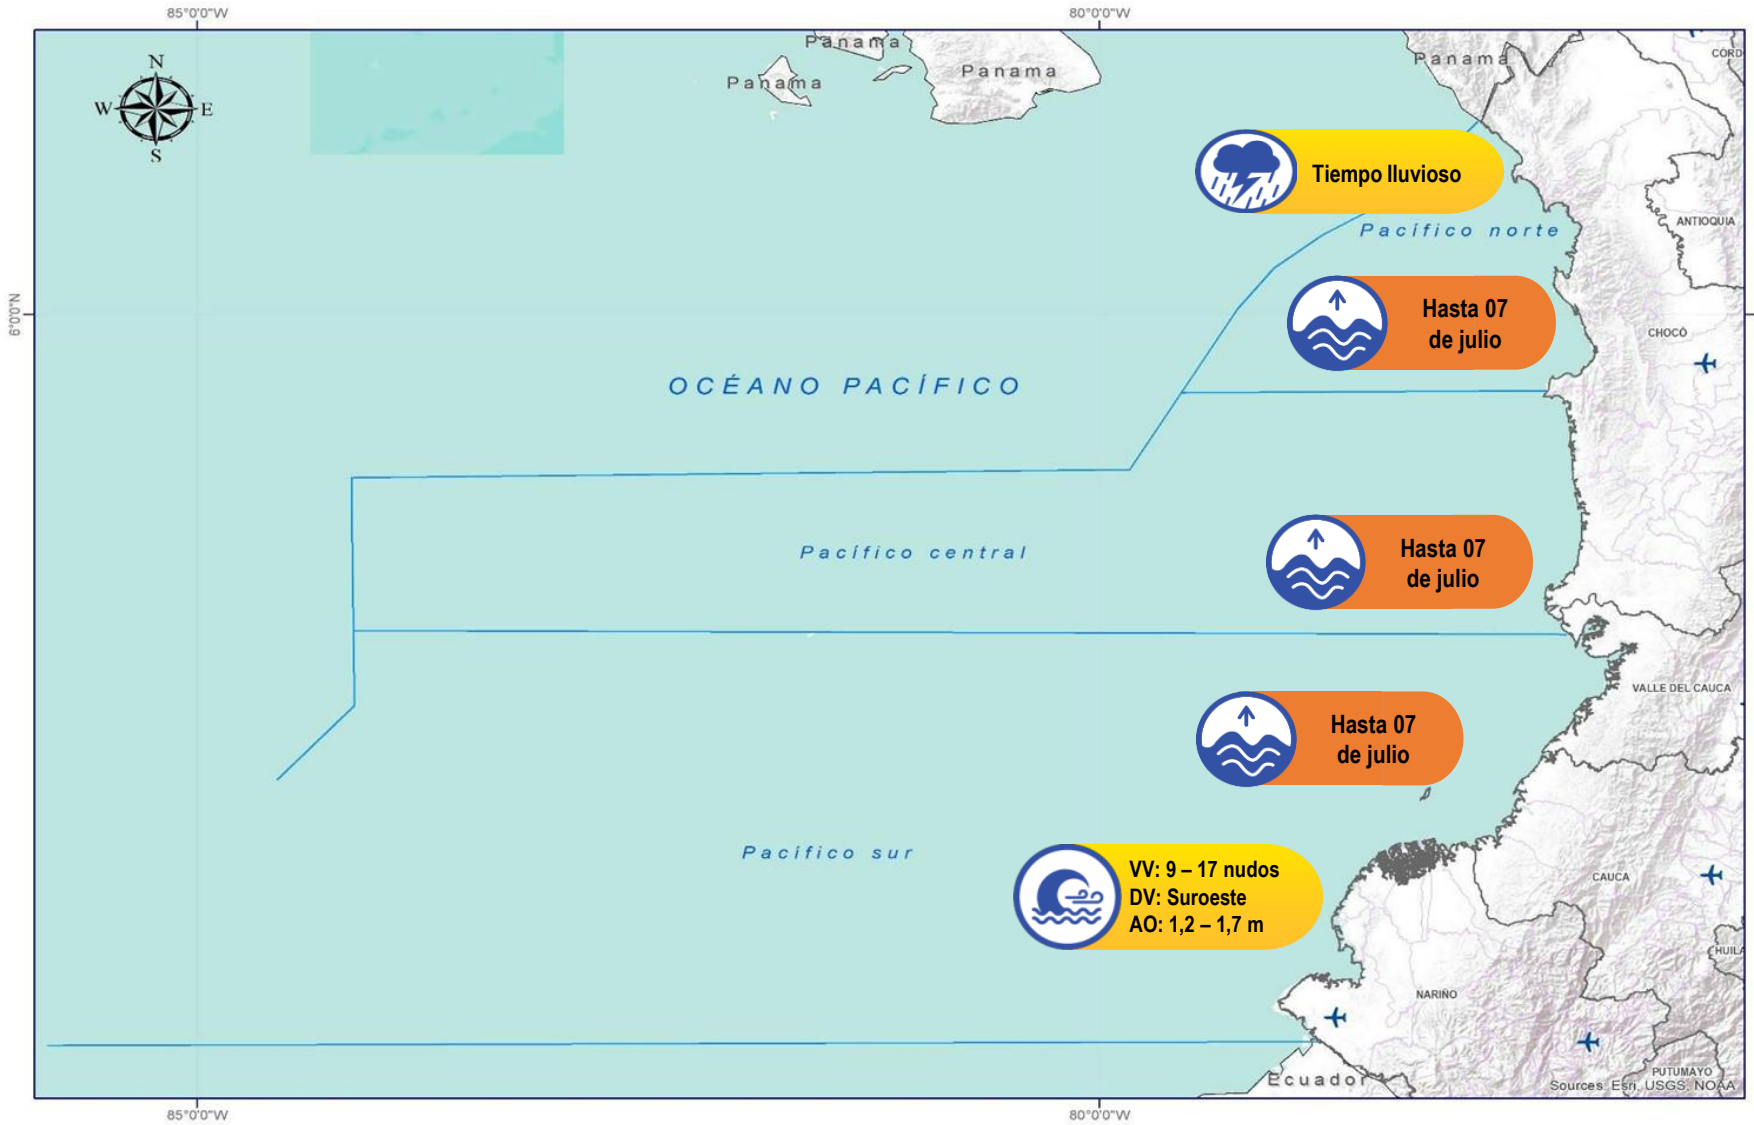 85°0'0"W
80°0'0"W
N
W
E
S
Panama
Panama
Panama
Panama
CORD
Tiempo lluvioso
ANTIOQUIA
Pacífico norte
6°0'0"N
Hasta 07
de julio
CHOCÓ
OCÉANO PACÍFICO
Hasta 07
de julio
Pacífico central
VALLE DEL CAUCA
Hasta 07
de julio
Pacífico sur
VV: 9 – 17 nudos
DV: Suroeste
AO: 1,2 – 1,7 m
CAUCA
HUILA
NARIÑO
Ecuador
PUTUMAYO
Sources: Esri, USGS, NOAA
85°0'0"W
80°0'0"W